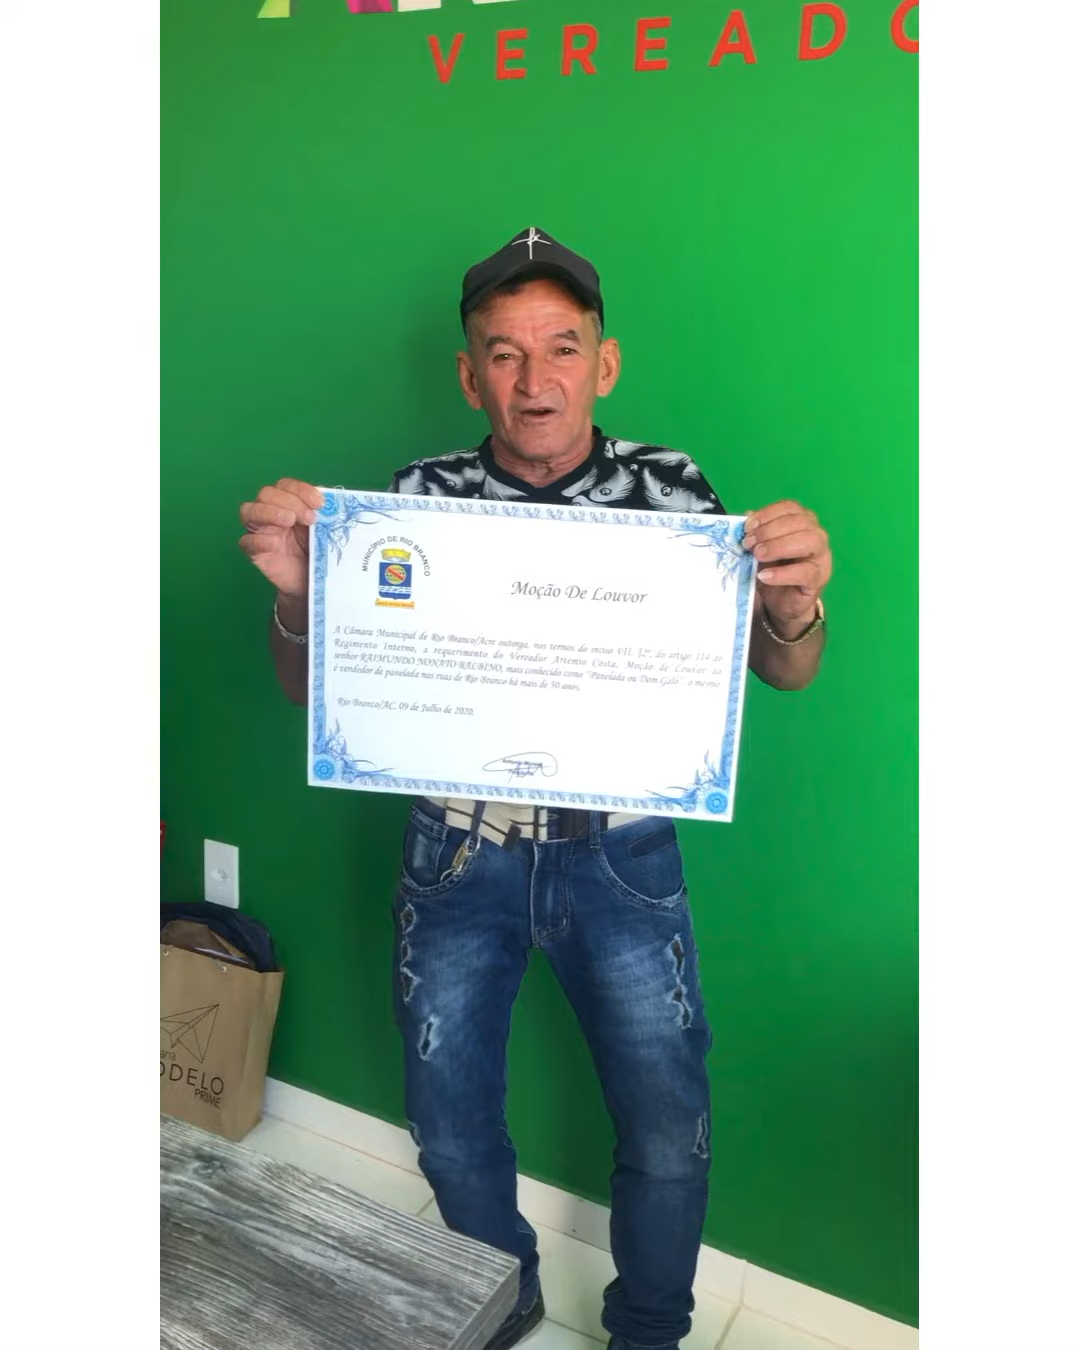 VEREADO
MUNICÍPIO DE RIO BRANCO
Moção De Louvor
A Câmara Municipal de Rio Branco/Acre outorga, nos termos do inciso VII, §2º, do artigo 114 do
Regimento Interno, a requerimento do Vereador Artemio Costa, Moção de Louvor ao
senhor RAIMUNDO NONATO BALBINO, mais conhecido como "Panelada ou Dom Galo" o mesmo
é vendedor de panelada nas ruas de Rio Branco há mais de 30 anos.
Rio Branco/AC, 09 de Julho de 2020.
ana
ODELO
PRIME